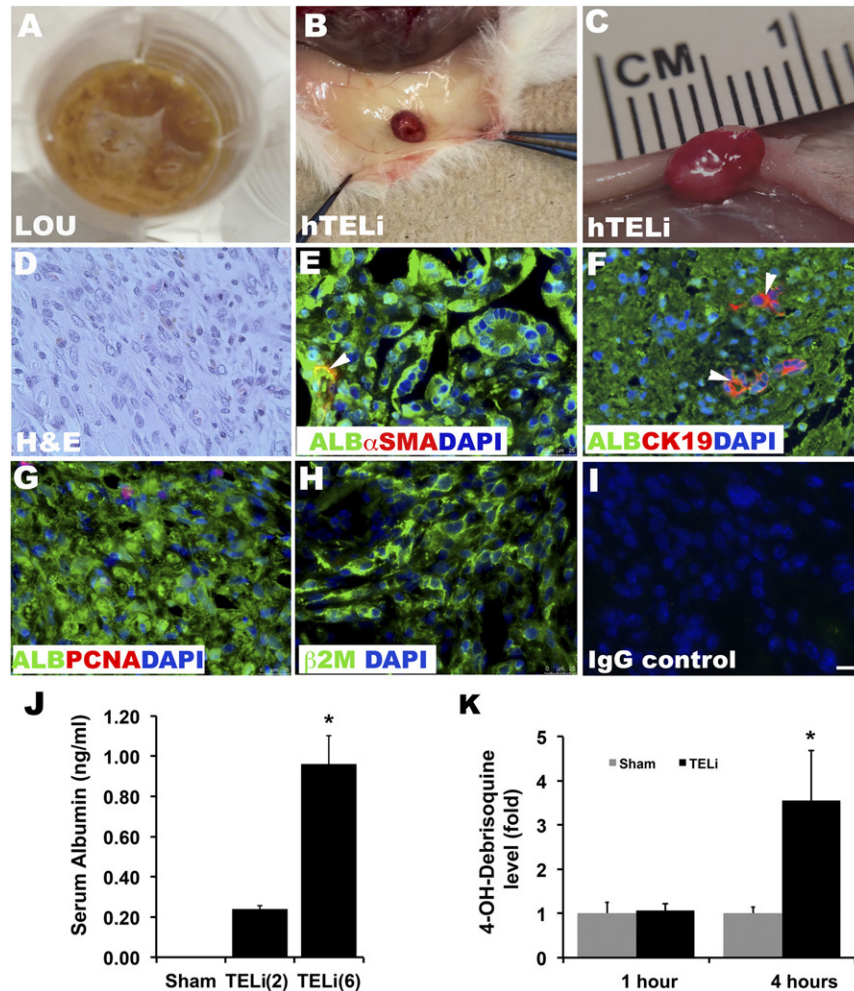 A
LOU
B
hTELi
C
CM
1
hTELi
D
H&E
E
ALBαSMADAPI
F
ALBCK19DAPI
G
ALBPCNADAPI
H
β2M DAPI
I
IgG control
J
Serum Albumin (ng/ml)
1.20
1.00
0.80
0.60
0.40
0.20
0.00
*
Sham TELi(2) TELi(6)
K
4-OH-Debrisoquine
level (fold)
5
4
3
2
1
0
Sham TELi
*
1 hour 4 hours